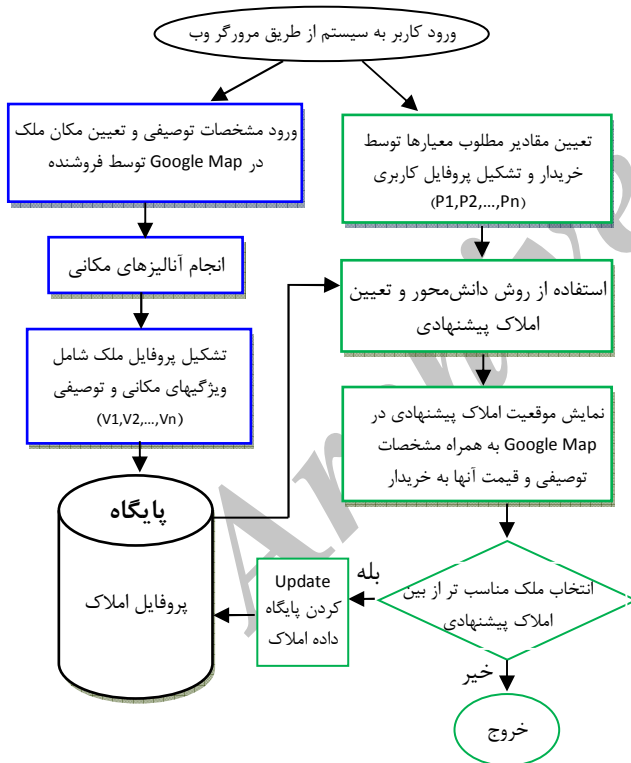 ورود کاربر به سیستم از طریق مرورگر وب
ورود مشخصات توصیفی و تعیین مکان ملک
در Google Map توسط فروشنده
انجام آنالیزهای مکانی
تشکیل پروفایل ملک شامل
ویژگیهای مکانی و توصیفی
(V1,V2,...,Vn)
پایگاه
پروفایل املاک
تعیین مقادیر مطلوب معیارها توسط
خریدار و تشکیل پروفایل کاربری
(P1,P2,...,Pn)
استفاده از روش دانش‌محور و تعیین
املاک پیشنهادی
نمایش موقعیت املاک پیشنهادی در
Google Map به همراه مشخصات
توصیفی و قیمت آنها به خریدار
انتخاب ملک مناسب تر از بین
املاک پیشنهادی
بله
Update
کردن پایگاه
داده املاک
خیر
خروج
Archive